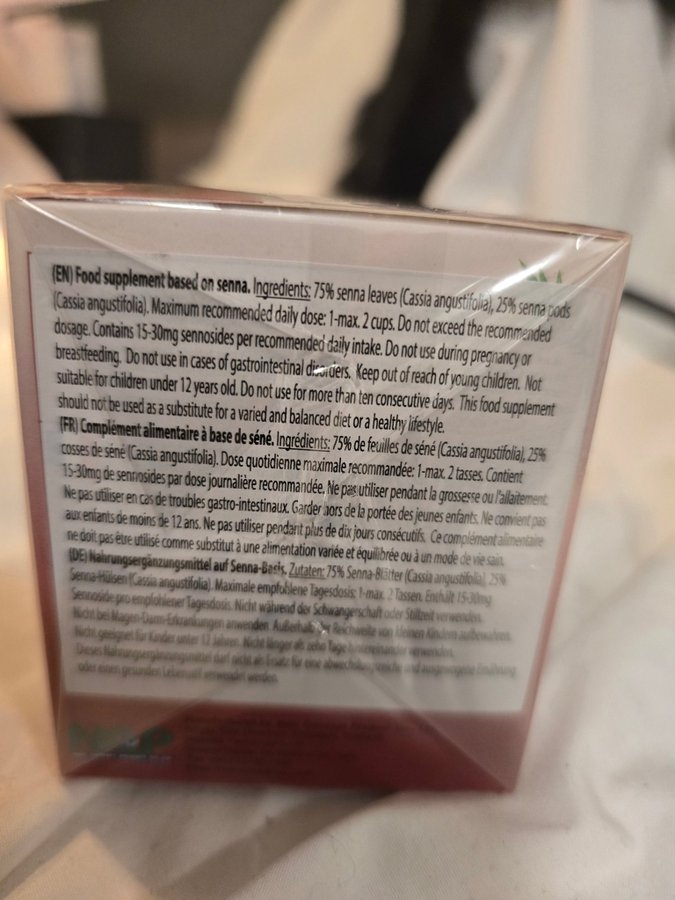 (EN) Food supplement based on senna. Ingredients: 75% senna leaves (Cassia angustifolia), 25% senna pods
(Cassia angustifolia). Maximum recommended daily dose: 1-max. 2 cups. Do not exceed the recommended
dosage. Contains 15-30mg sennosides per recommended daily intake. Do not use during pregnancy or
breastfeeding. Do not use in cases of gastrointestinal disorders. Keep out of reach of young children. Not
suitable for children under 12 years old. Do not use for more than ten consecutive days. This food supplement
should not be used as a substitute for a varied and balanced diet or a healthy lifestyle.
(FR) Complément alimentaire à base de séné. Ingrédients: 75% de feuilles de séné (Cassia angustifolia), 25%
cosses de séné (Cassia angustifolia). Dose quotidienne maximale recommandée: 1-max. 2 tasses. Contient
15-30mg de sennosides par dose journalière recommandée. Ne pas utiliser pendant la grossesse ou l'allaitement.
Ne pas utiliser en cas de troubles gastro-intestinaux. Garder hors de la portée des jeunes enfants. Ne convient pas
aux enfants de moins de 12 ans. Ne pas utiliser pendant plus de dix jours consécutifs. Ce complément alimentaire
ne doit pas être utilisé comme substitut à une alimentation variée et équilibrée ou à un mode de vie sain.
(DE) Nahrungsergänzungsmittel auf Senna-Basis. Zutaten: 75% Senna-Blätter (Cassia angustifolia), 25%
Senna-Hülsen (Cassia angustifolia). Maximale empfohlene Tagesdosis: 1-max. 2 Tassen. Enthält 15-30mg
Sennoside pro empfohlener Tagesdosis. Nicht während der Schwangerschaft oder Stillzeit verwenden.
Nicht bei Magen-Darm-Erkrankungen anwenden. Außerhalb der Reichweite von kleinen Kindern aufbewahren.
Nicht geeignet für Kinder unter 12 Jahren. Nicht länger als zehn Tage hintereinander verwenden.
Dieses Nahrungsergänzungsmittel darf nicht als Ersatz für eine abwechslungsreiche und ausgewogene Ernährung
oder einen gesunden Lebensstil verwendet werden.